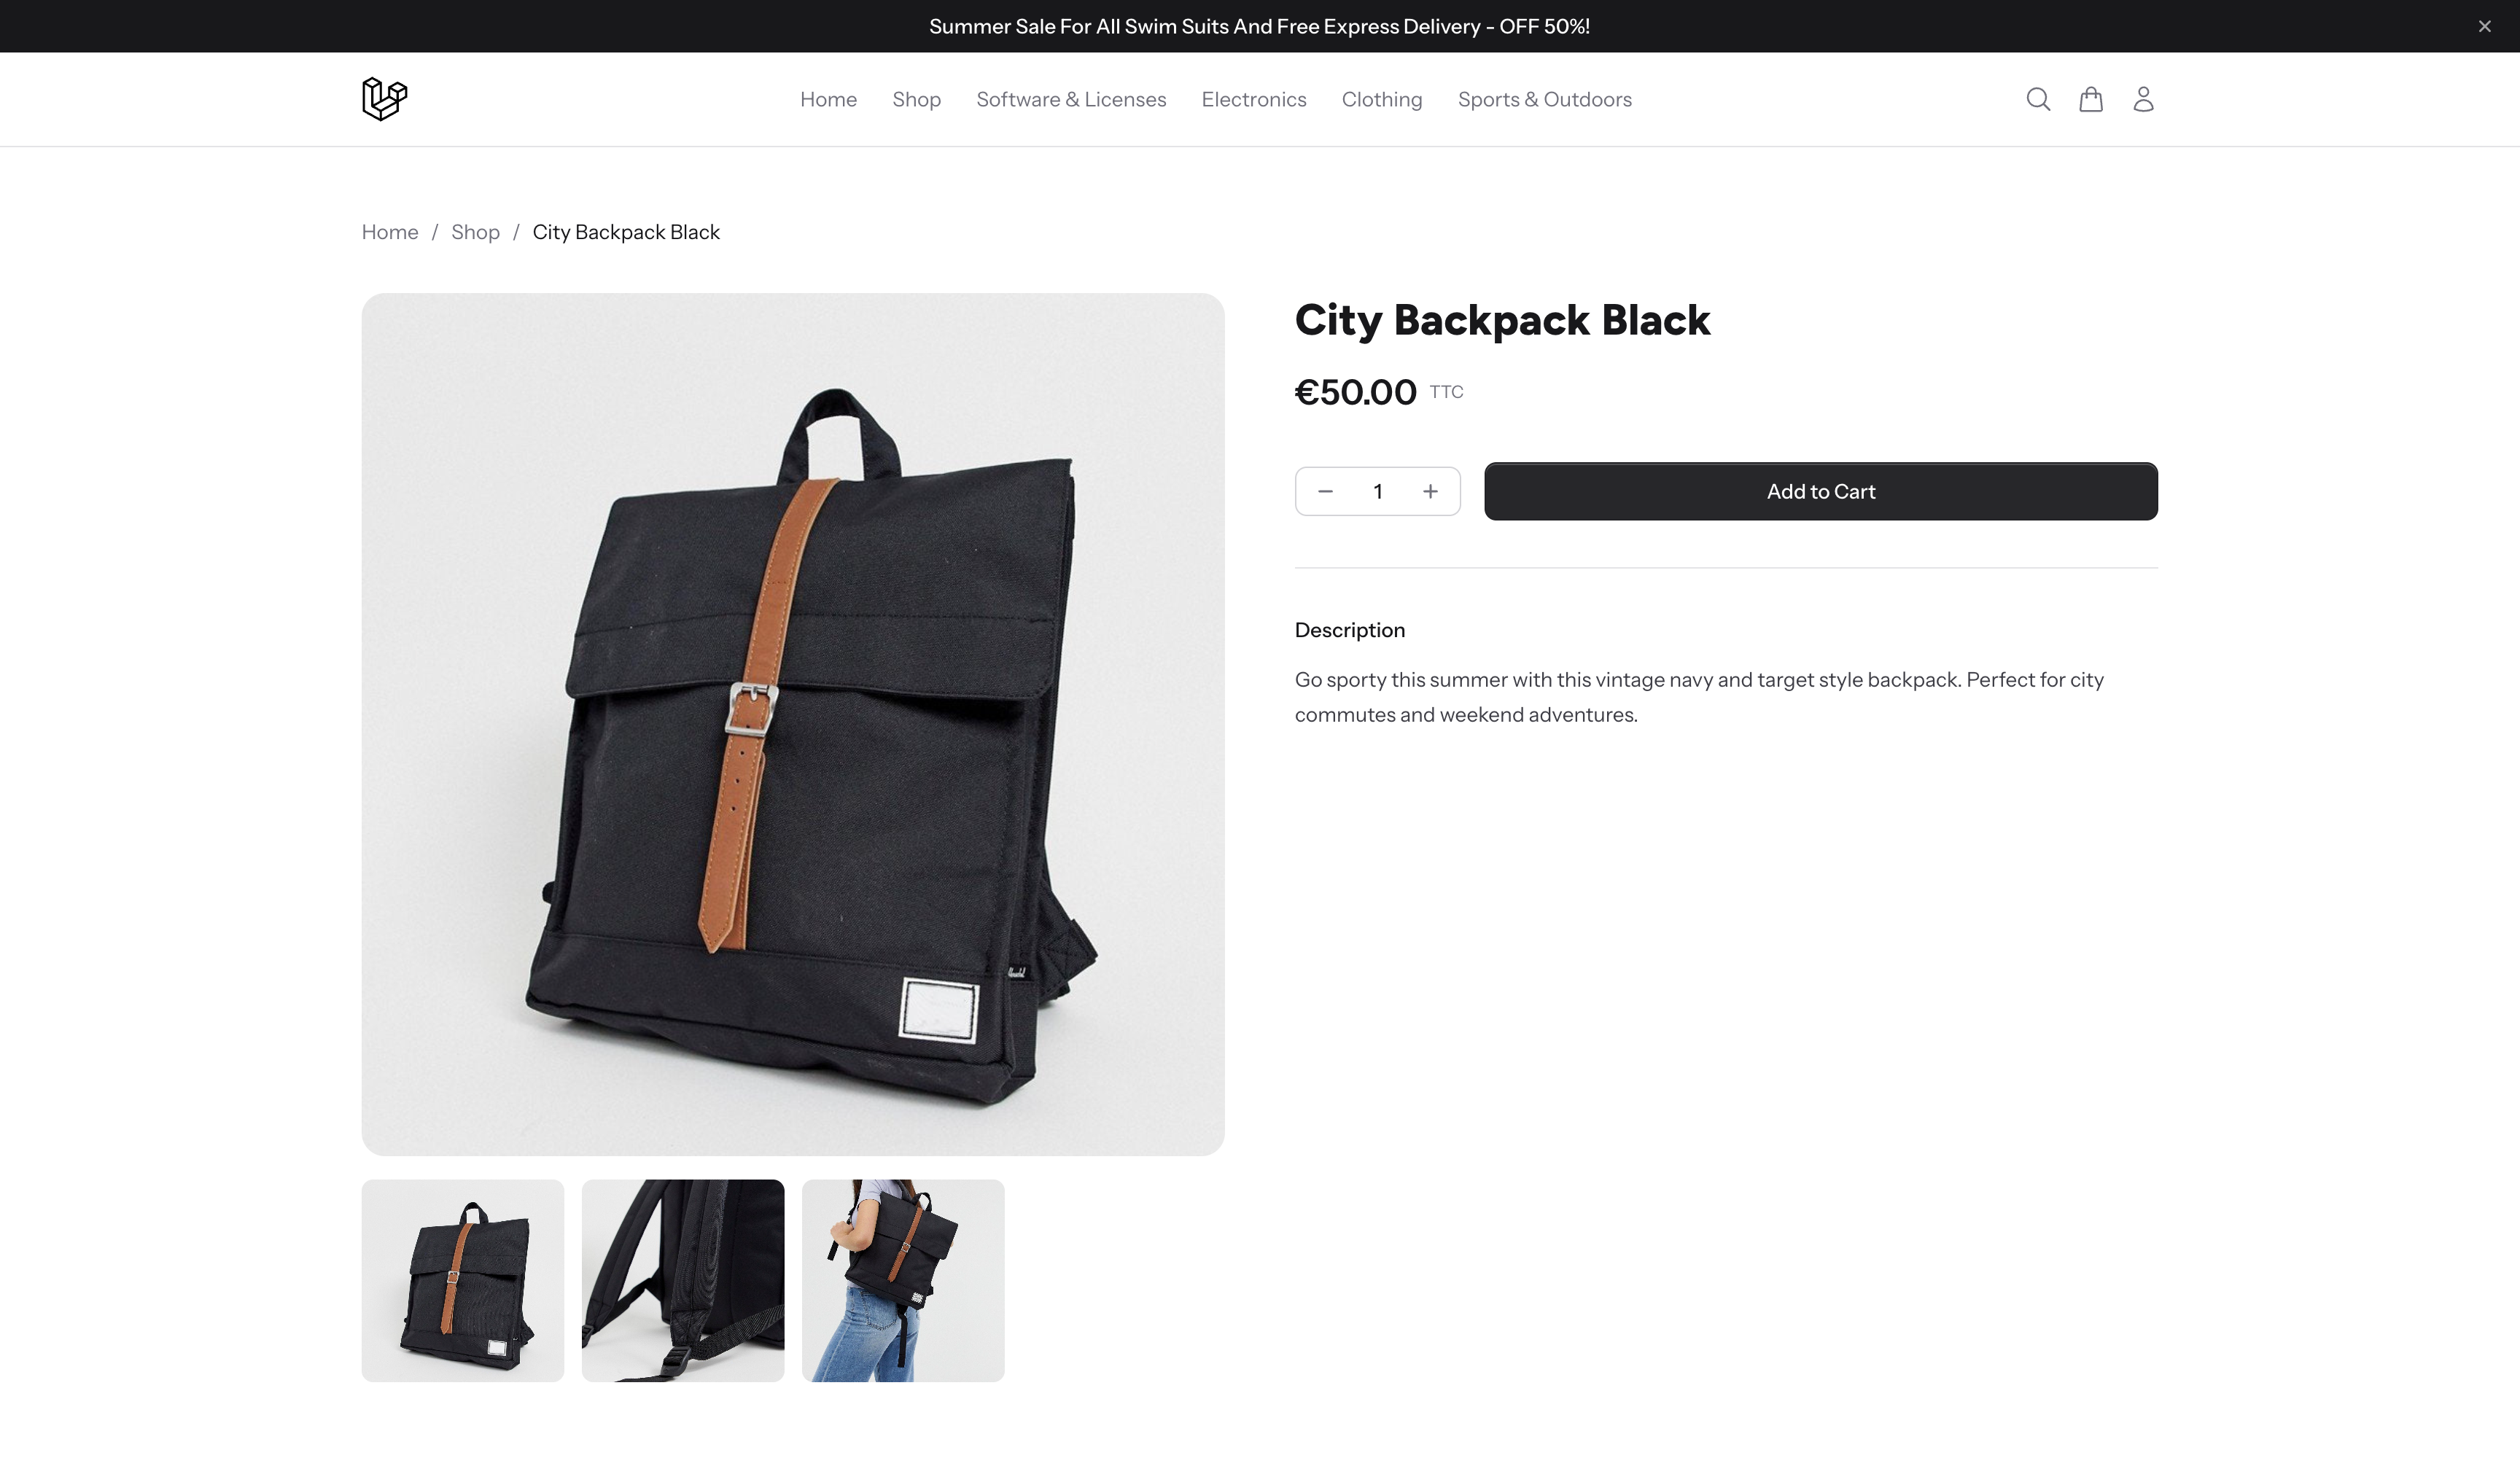 Summer Sale For All Swim Suits And Free Express Delivery - OFF 50%!
Home Shop Software & Licenses Electronics Clothing Sports & Outdoors
Home / Shop / City Backpack Black
City Backpack Black
€50.00 TTC
1 Add to Cart
Description
Go sporty this summer with this vintage navy and target style backpack. Perfect for city
commutes and weekend adventures.